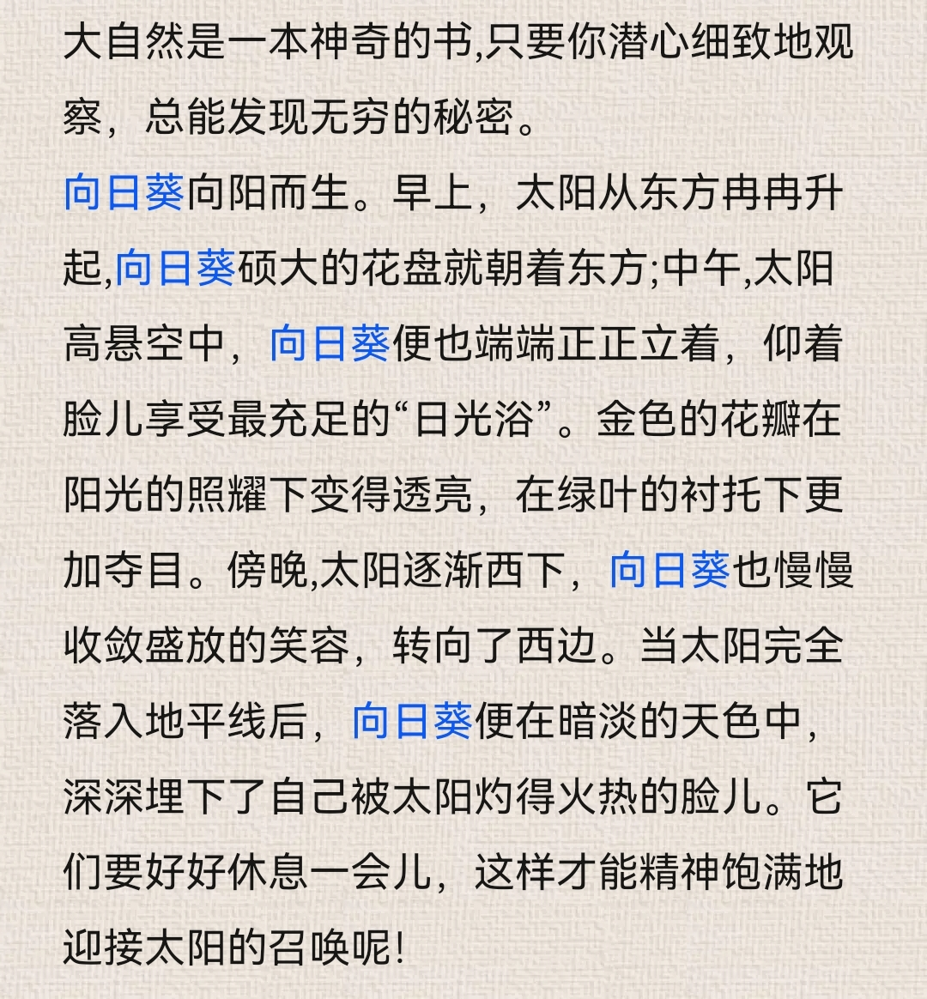 大自然是一本神奇的书,只要你潜心细致地观
察，总能发现无穷的秘密。
向日葵向阳而生。早上，太阳从东方冉冉升
起,向日葵硕大的花盘就朝着东方;中午,太阳
高悬空中，向日葵便也端端正正立着，仰着
脸儿享受最充足的“日光浴”。金色的花瓣在
阳光的照耀下变得透亮，在绿叶的衬托下更
加夺目。傍晚,太阳逐渐西下，向日葵也慢慢
收敛盛放的笑容，转向了西边。当太阳完全
落入地平线后，向日葵便在暗淡的天色中，
深深埋下了自己被太阳灼得火热的脸儿。它
们要好好休息一会儿，这样才能精神饱满地
迎接太阳的召唤呢!